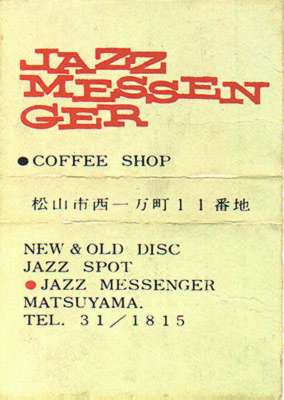 JAZZ
MESSEN
GER
●COFFEE SHOP
松山市西一万町11番地
NEW & OLD DISC
JAZZ SPOT
●JAZZ MESSENGER
MATSUYAMA.
TEL. 31/1815